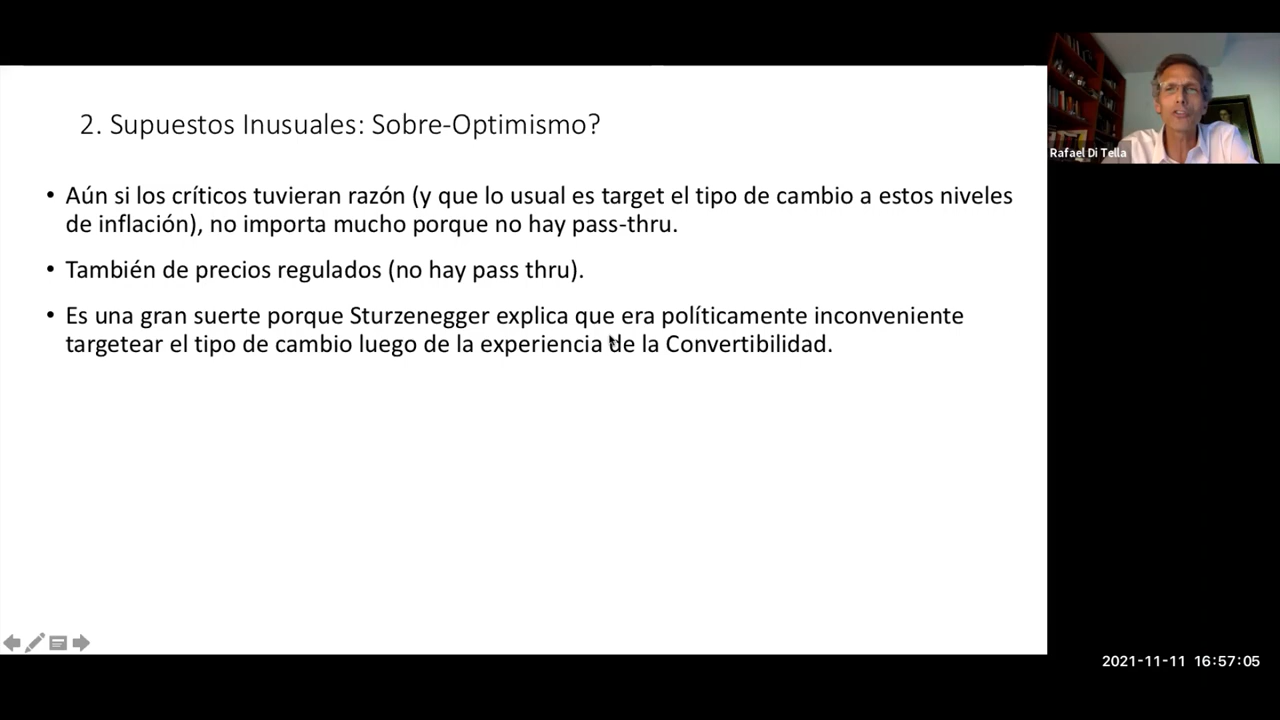 2. Supuestos Inusuales: Sobre-Optimismo?
• Aún si los críticos tuvieran razón (y que lo usual es target el tipo de cambio a estos niveles
de inflación), no importa mucho porque no hay pass-thru.
• También de precios regulados (no hay pass thru).
• Es una gran suerte porque Sturzenegger explica que era políticamente inconveniente
targetear el tipo de cambio luego de la experiencia de la Convertibilidad.
Rafael Di Tella
2021-11-11 16:57:05